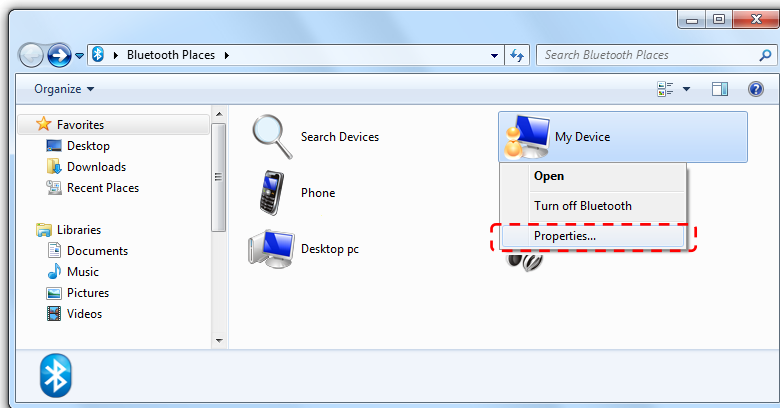 Bluetooth Places
Search Bluetooth Places
Organize
Favorites
Desktop
Downloads
Recent Places
Libraries
Documents
Music
Pictures
Videos
Search Devices
My Device
Phone
Desktop pc
Open
Turn off Bluetooth
Properties...